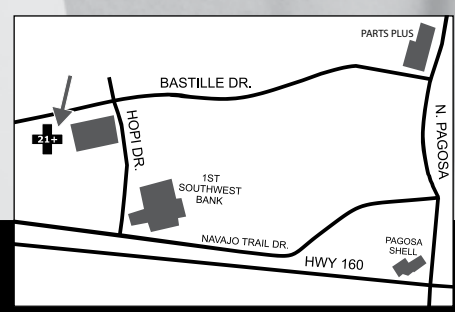 PARTS PLUS
BASTILLE DR.
N. PAGOSA
HOPI DR.
21+
1ST
SOUTHWEST
BANK
NAVAJO TRAIL DR.
PAGOSA
SHELL
HWY 160